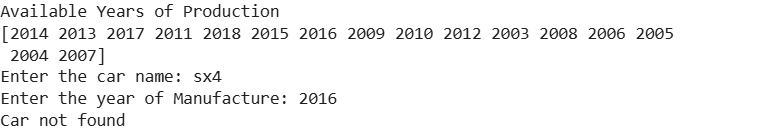 Available Years of Production
[2014 2013 2017 2011 2018 2015 2016 2009 2010 2012 2003 2008 2006 2005
2004 2007]
Enter the car name: sx4
Enter the year of Manufacture: 2016
Car not found